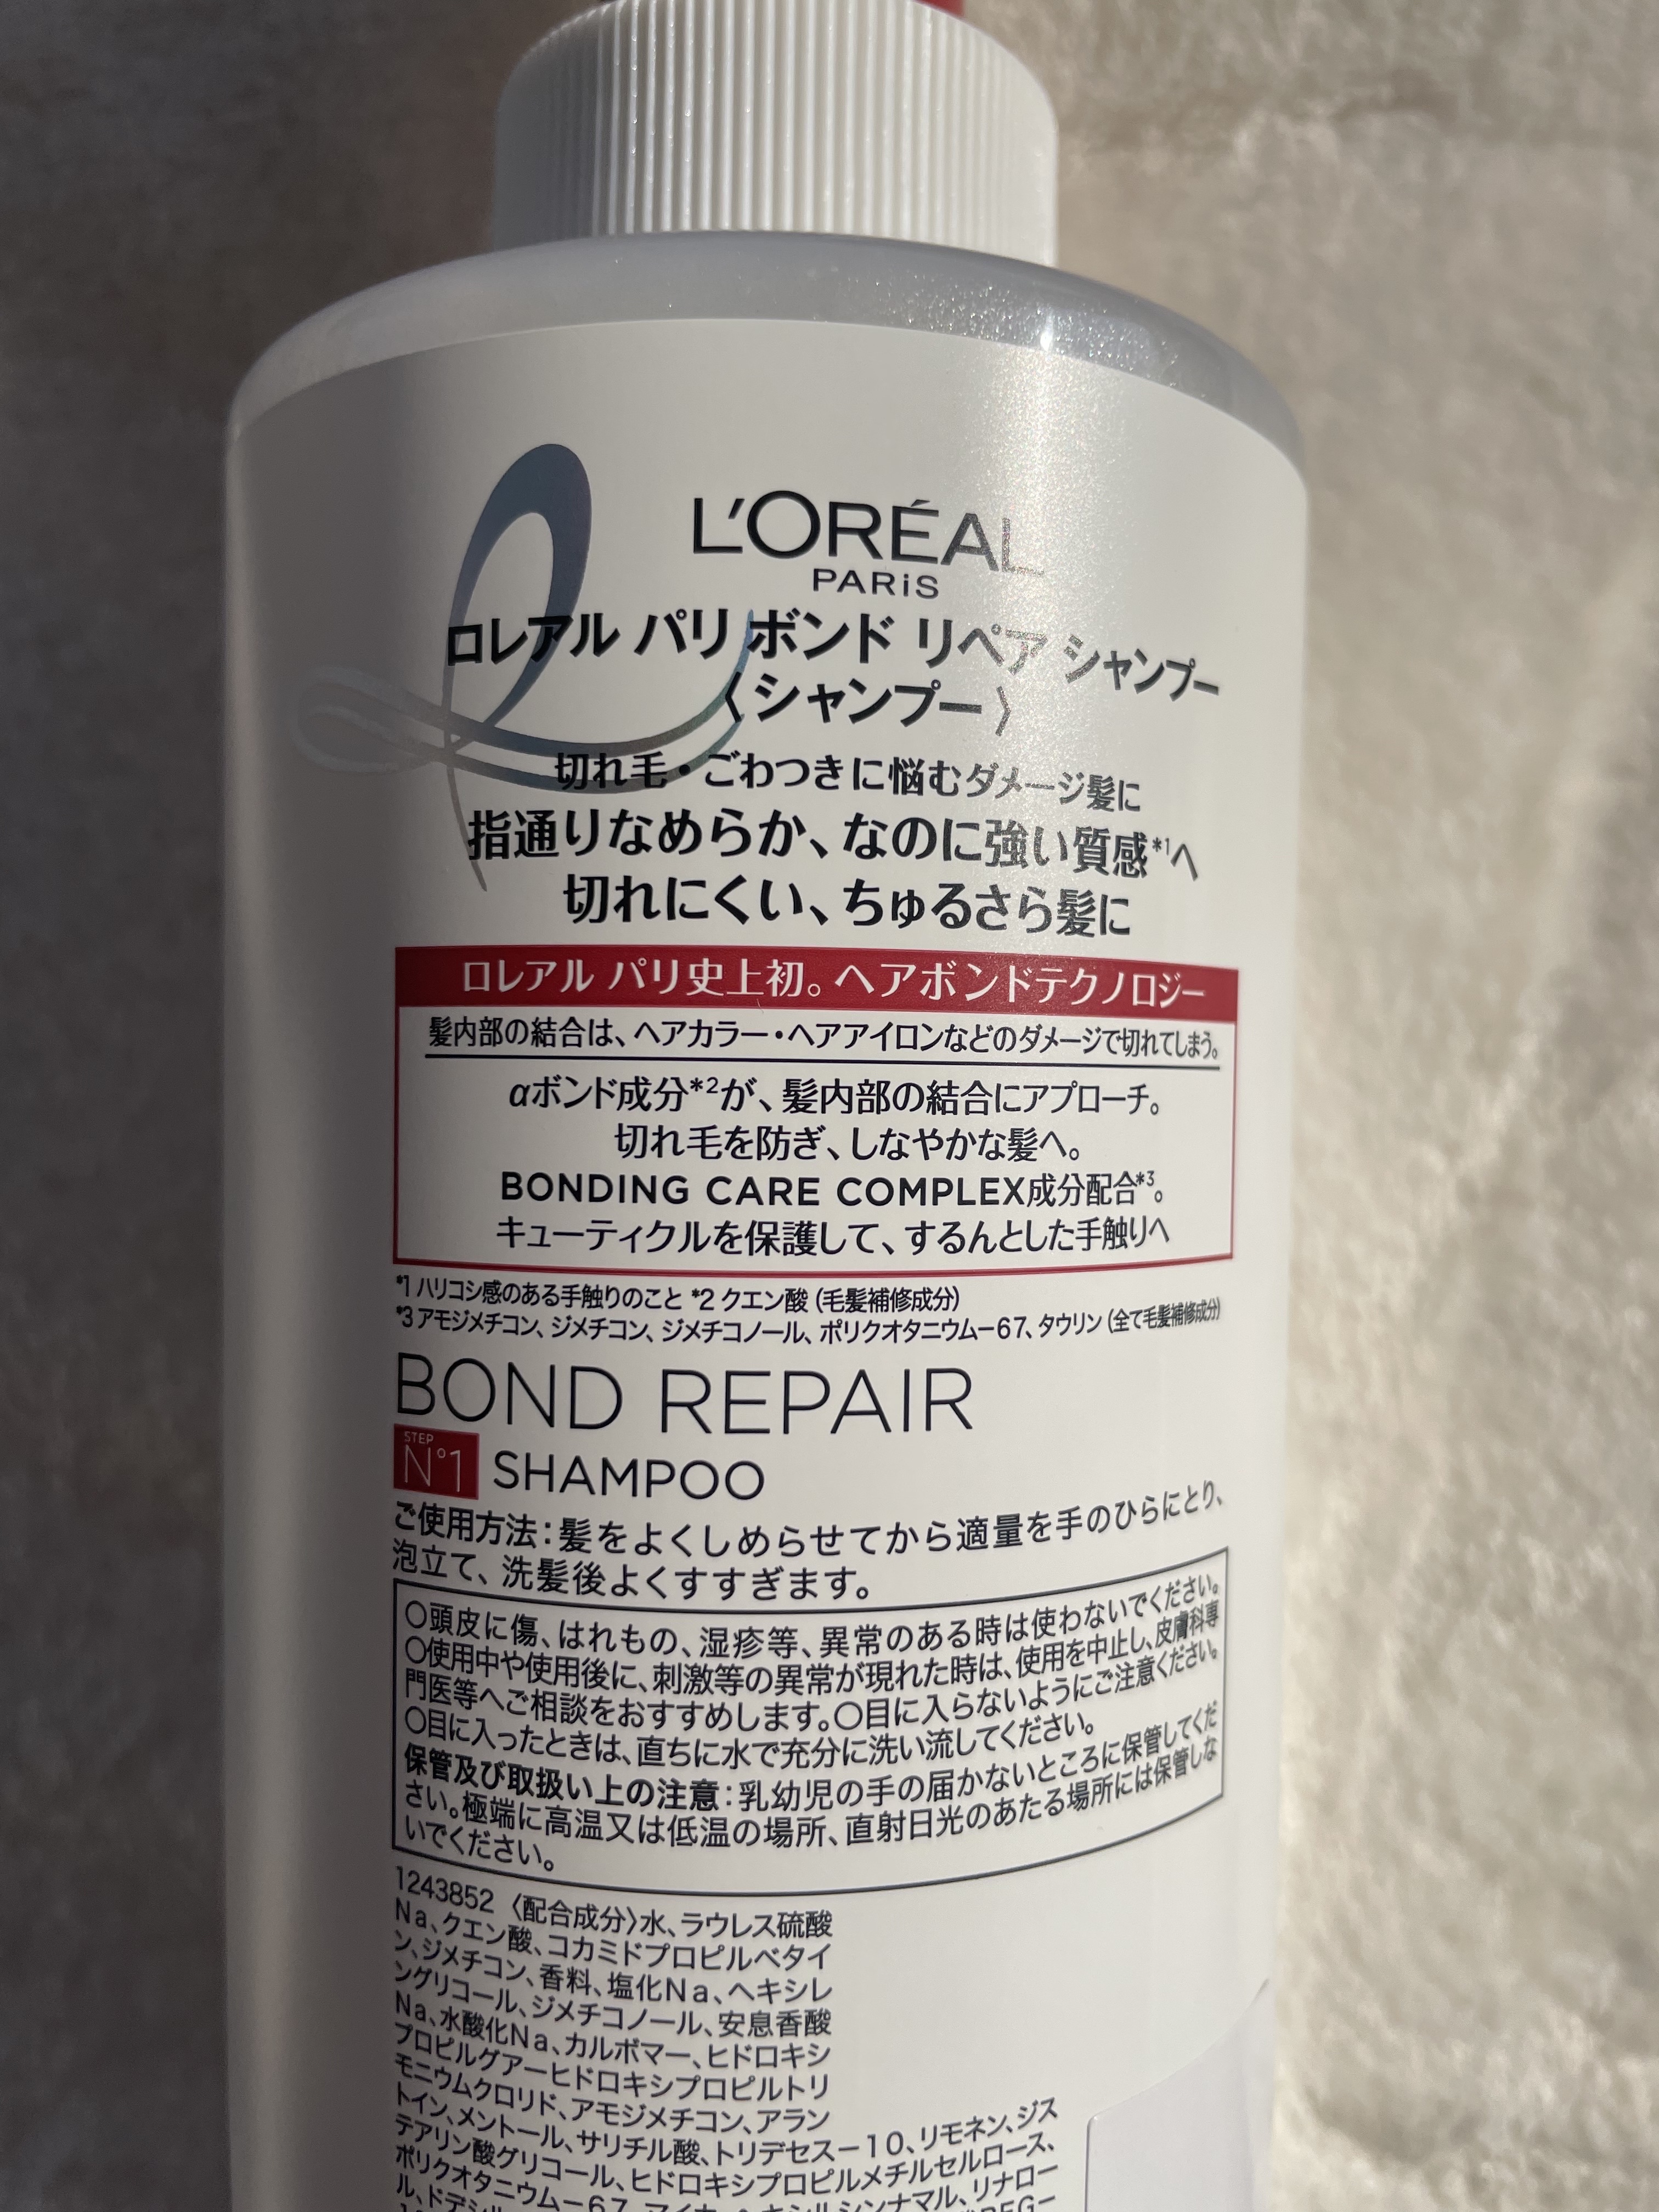 L'ORÉAL
PARiS
ロレアル パリ ボンド リペア シャンプー
〈シャンプー〉
切れ毛・ごわつきに悩むダメージ髪に
指通りなめらか、なのに強い質感*1へ
切れにくい、ちゅるさら髪に
ロレアル パリ史上初。ヘアボンドテクノロジー
髪内部の結合は、ヘアカラー・ヘアアイロンなどのダメージで切れてしまう。
αボンド成分*2が、髪内部の結合にアプローチ。
切れ毛を防ぎ、しなやかな髪へ。
BONDING CARE COMPLEX成分配合*3。
キューティクルを保護して、するんとした手触りへ
*1 ハリコシ感のある手触りのこと *2 クエン酸 (毛髪補修成分)
*3 アモジメチコン、ジメチコン、ジメチコノール、ポリクオタニウム－67、タウリン (全て毛髪補修成分)
BOND REPAIR
STEP
N°1 SHAMPOO
ご使用方法：髪をよくしめらせてから適量を手のひらにとり、
泡立て、洗髪後よくすすぎます。
○頭皮に傷、はれもの、湿疹等、異常のある時は使わないでください。
○使用中や使用後に、刺激等の異常が現れた時は、使用を中止し、皮膚科専
門医等へご相談をおすすめします。○目に入らないようにご注意ください。
○目に入ったときは、直ちに水で充分に洗い流してください。
保管及び取扱い上の注意：乳幼児の手の届かないところに保管してくだ
さい。極端に高温又は低温の場所、直射日光のあたる場所には保管しな
いでください。
1243852 〈配合成分〉水、ラウレス硫酸
Na、クエン酸、コカミドプロピルベタイ
ン、ジメチコン、香料、塩化Na、ヘキシレ
ングリコール、ジメチコノール、安息香酸
Na、水酸化Na、カルボマー、ヒドロキシ
プロピルグアーヒドロキシプロピルトリ
モニウムクロリド、アモジメチコン、アラン
トイン、メントール、サリチル酸、トリデセス－10、リモネン、ジス
テアリン酸グリコール、ヒドロキシプロピルメチルセルロース、
ポリクオタニウム－67、マイカ、ヘキシルシンナマル、リナロー